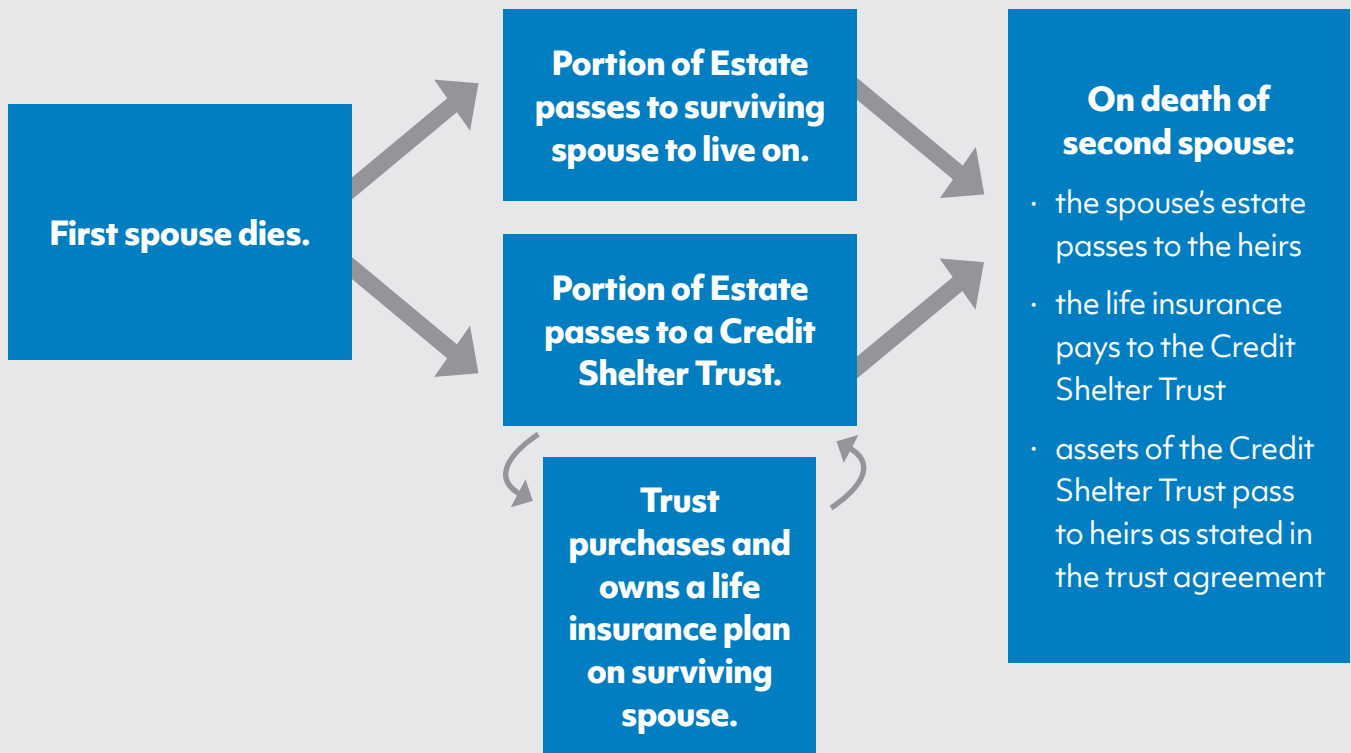 First spouse dies.
Portion of Estate
passes to surviving
spouse to live on.
Portion of Estate
passes to a Credit
Shelter Trust.
Trust
purchases and
owns a life
insurance plan
on surviving
spouse.
On death of
second spouse:
· the spouse’s estate
passes to the heirs
· the life insurance
pays to the Credit
Shelter Trust
· assets of the Credit
Shelter Trust pass
to heirs as stated in
the trust agreement